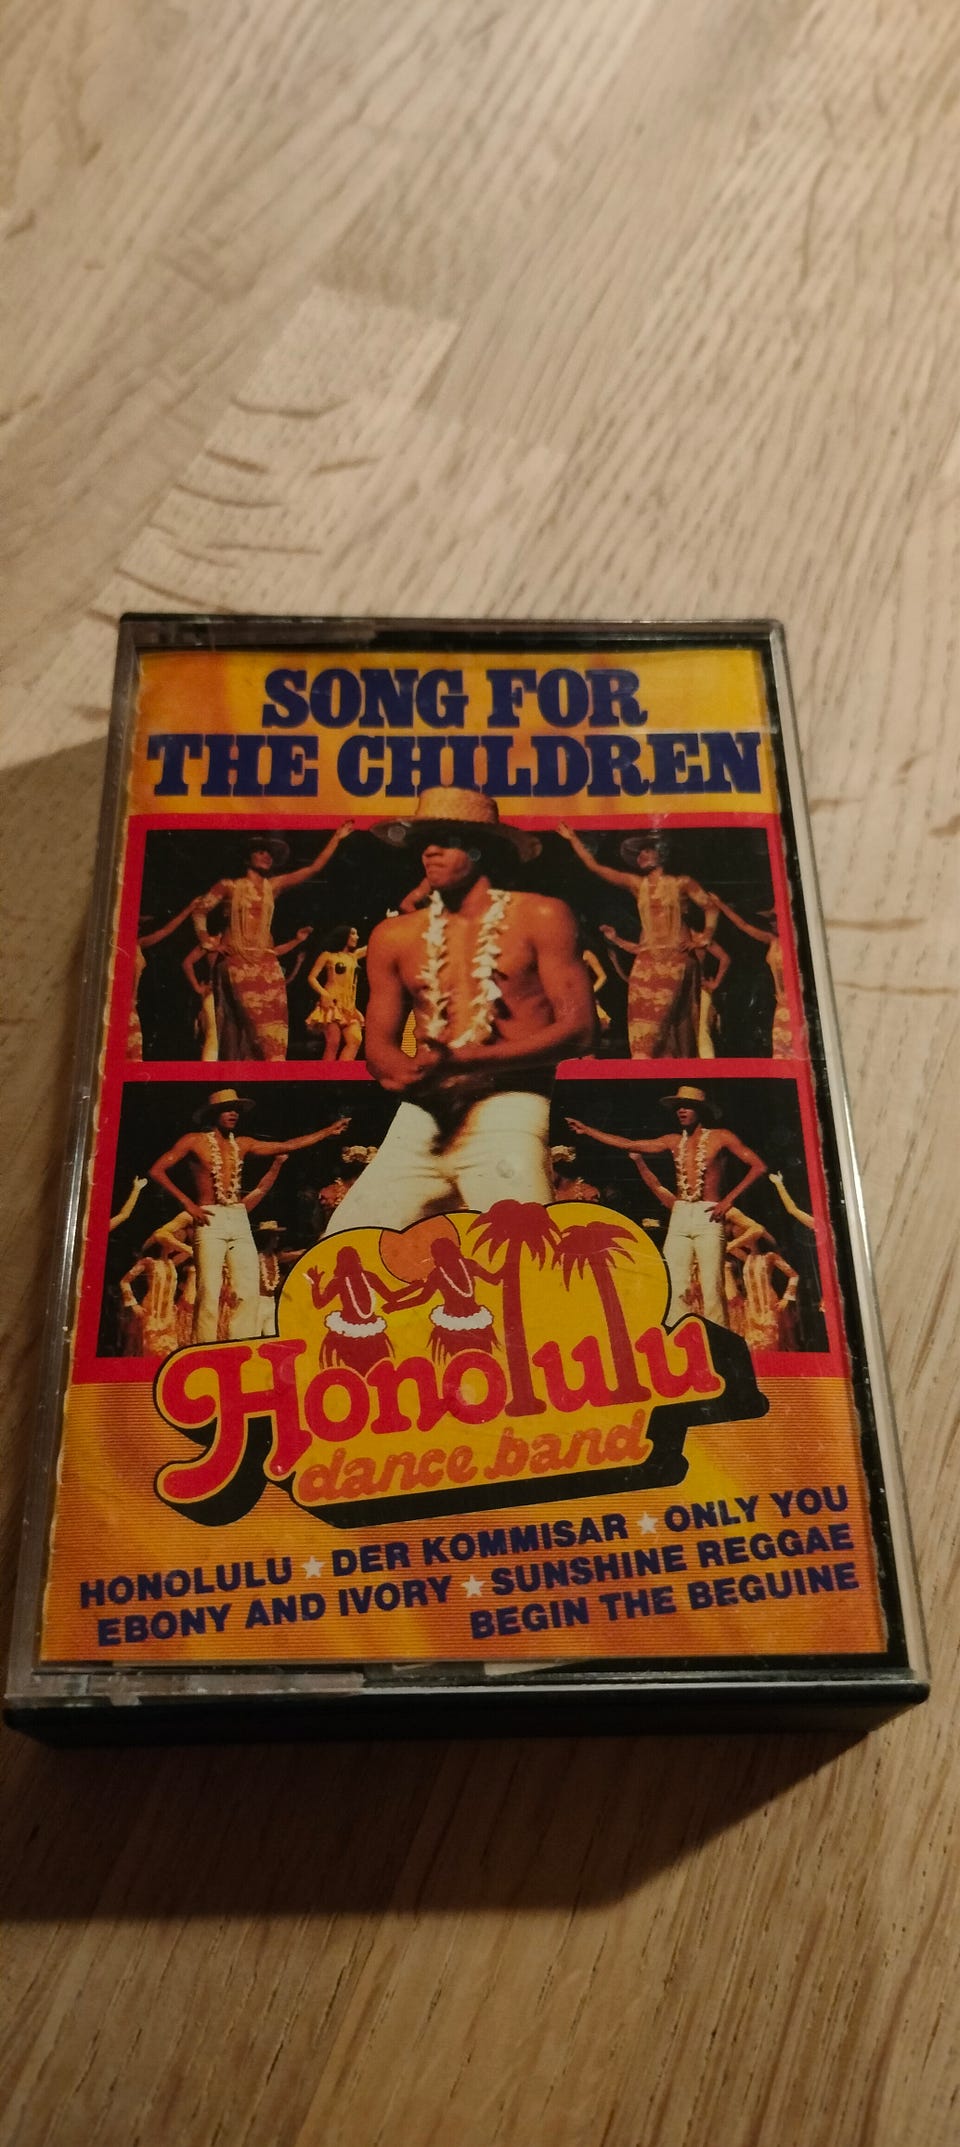 SONG FOR
THE CHILDREN
Honolulu
dance band
HONOLULU ★ DER KOMMISAR ★ ONLY YOU
EBONY AND IVORY ★ SUNSHINE REGGAE
BEGIN THE BEGUINE